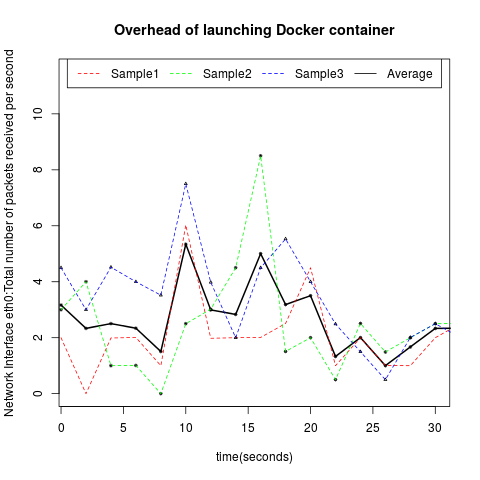 Overhead of launching Docker container
Sample1 Sample2 Sample3 Average
Network Interface eth0:Total number of packets received per second
10
8
6
4
2
0
0 5 10 15 20 25 30
time(seconds)